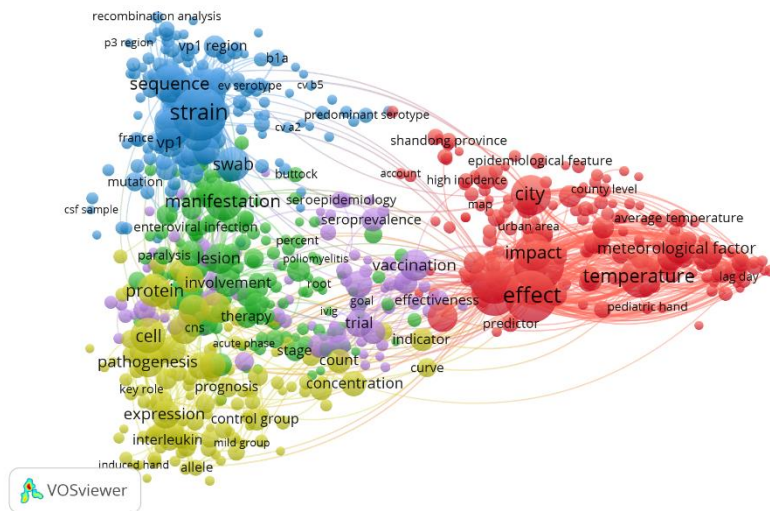 recombination analysis
p3 region
vp1 region
b1a
sequence
ev serotype
cv b5
strain
predominant serotype
france
vp1
cv a2
shandong province
epidemiological feature
swab
buttock
account
high incidence
city
county level
mutation
manifestation
seroepidemiology
map
csf sample
seroprevalence
urban area
average temperature
enteroviral infection
percent
paralysis
lesion
poliomyelitis
vaccination
impact
meteorological factor
protein
involvement
root
goal
effectiveness
effect
temperature
lag day
cns
therapy
ivig
trial
predictor
pediatric hand
cell
acute phase
stage
count
indicator
pathogenesis
curve
key role
prognosis
concentration
expression
control group
interleukin
mild group
induced hand
allele
VOSviewer